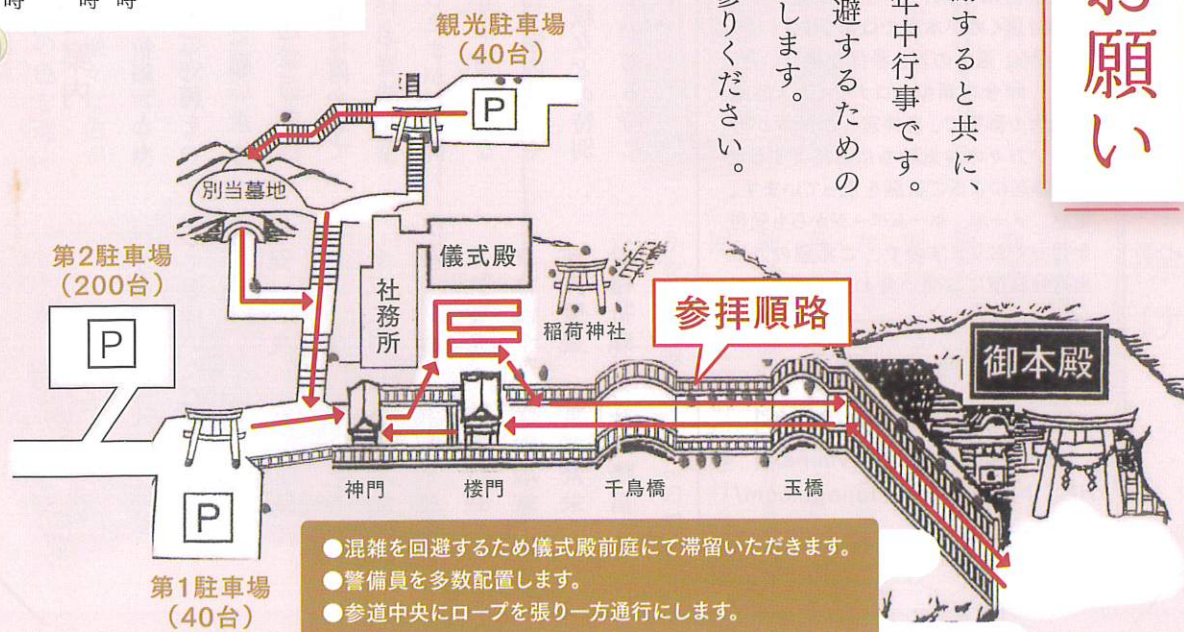 お願い
すると共に、
年中行事です。
避するための
します。
参りください。
時
時
時
観光駐車場
(40台)
P
別当墓地
第2駐車場
(200台)
P
儀式殿
社務所
稲荷神社
参拝順路
御本殿
神門
楼門
千鳥橋
玉橋
P
第1駐車場
(40台)
●混雑を回避するため儀式殿前庭にて滞留いただきます。
●警備員を多数配置します。
●参道中央にロープを張り一方通行にします。